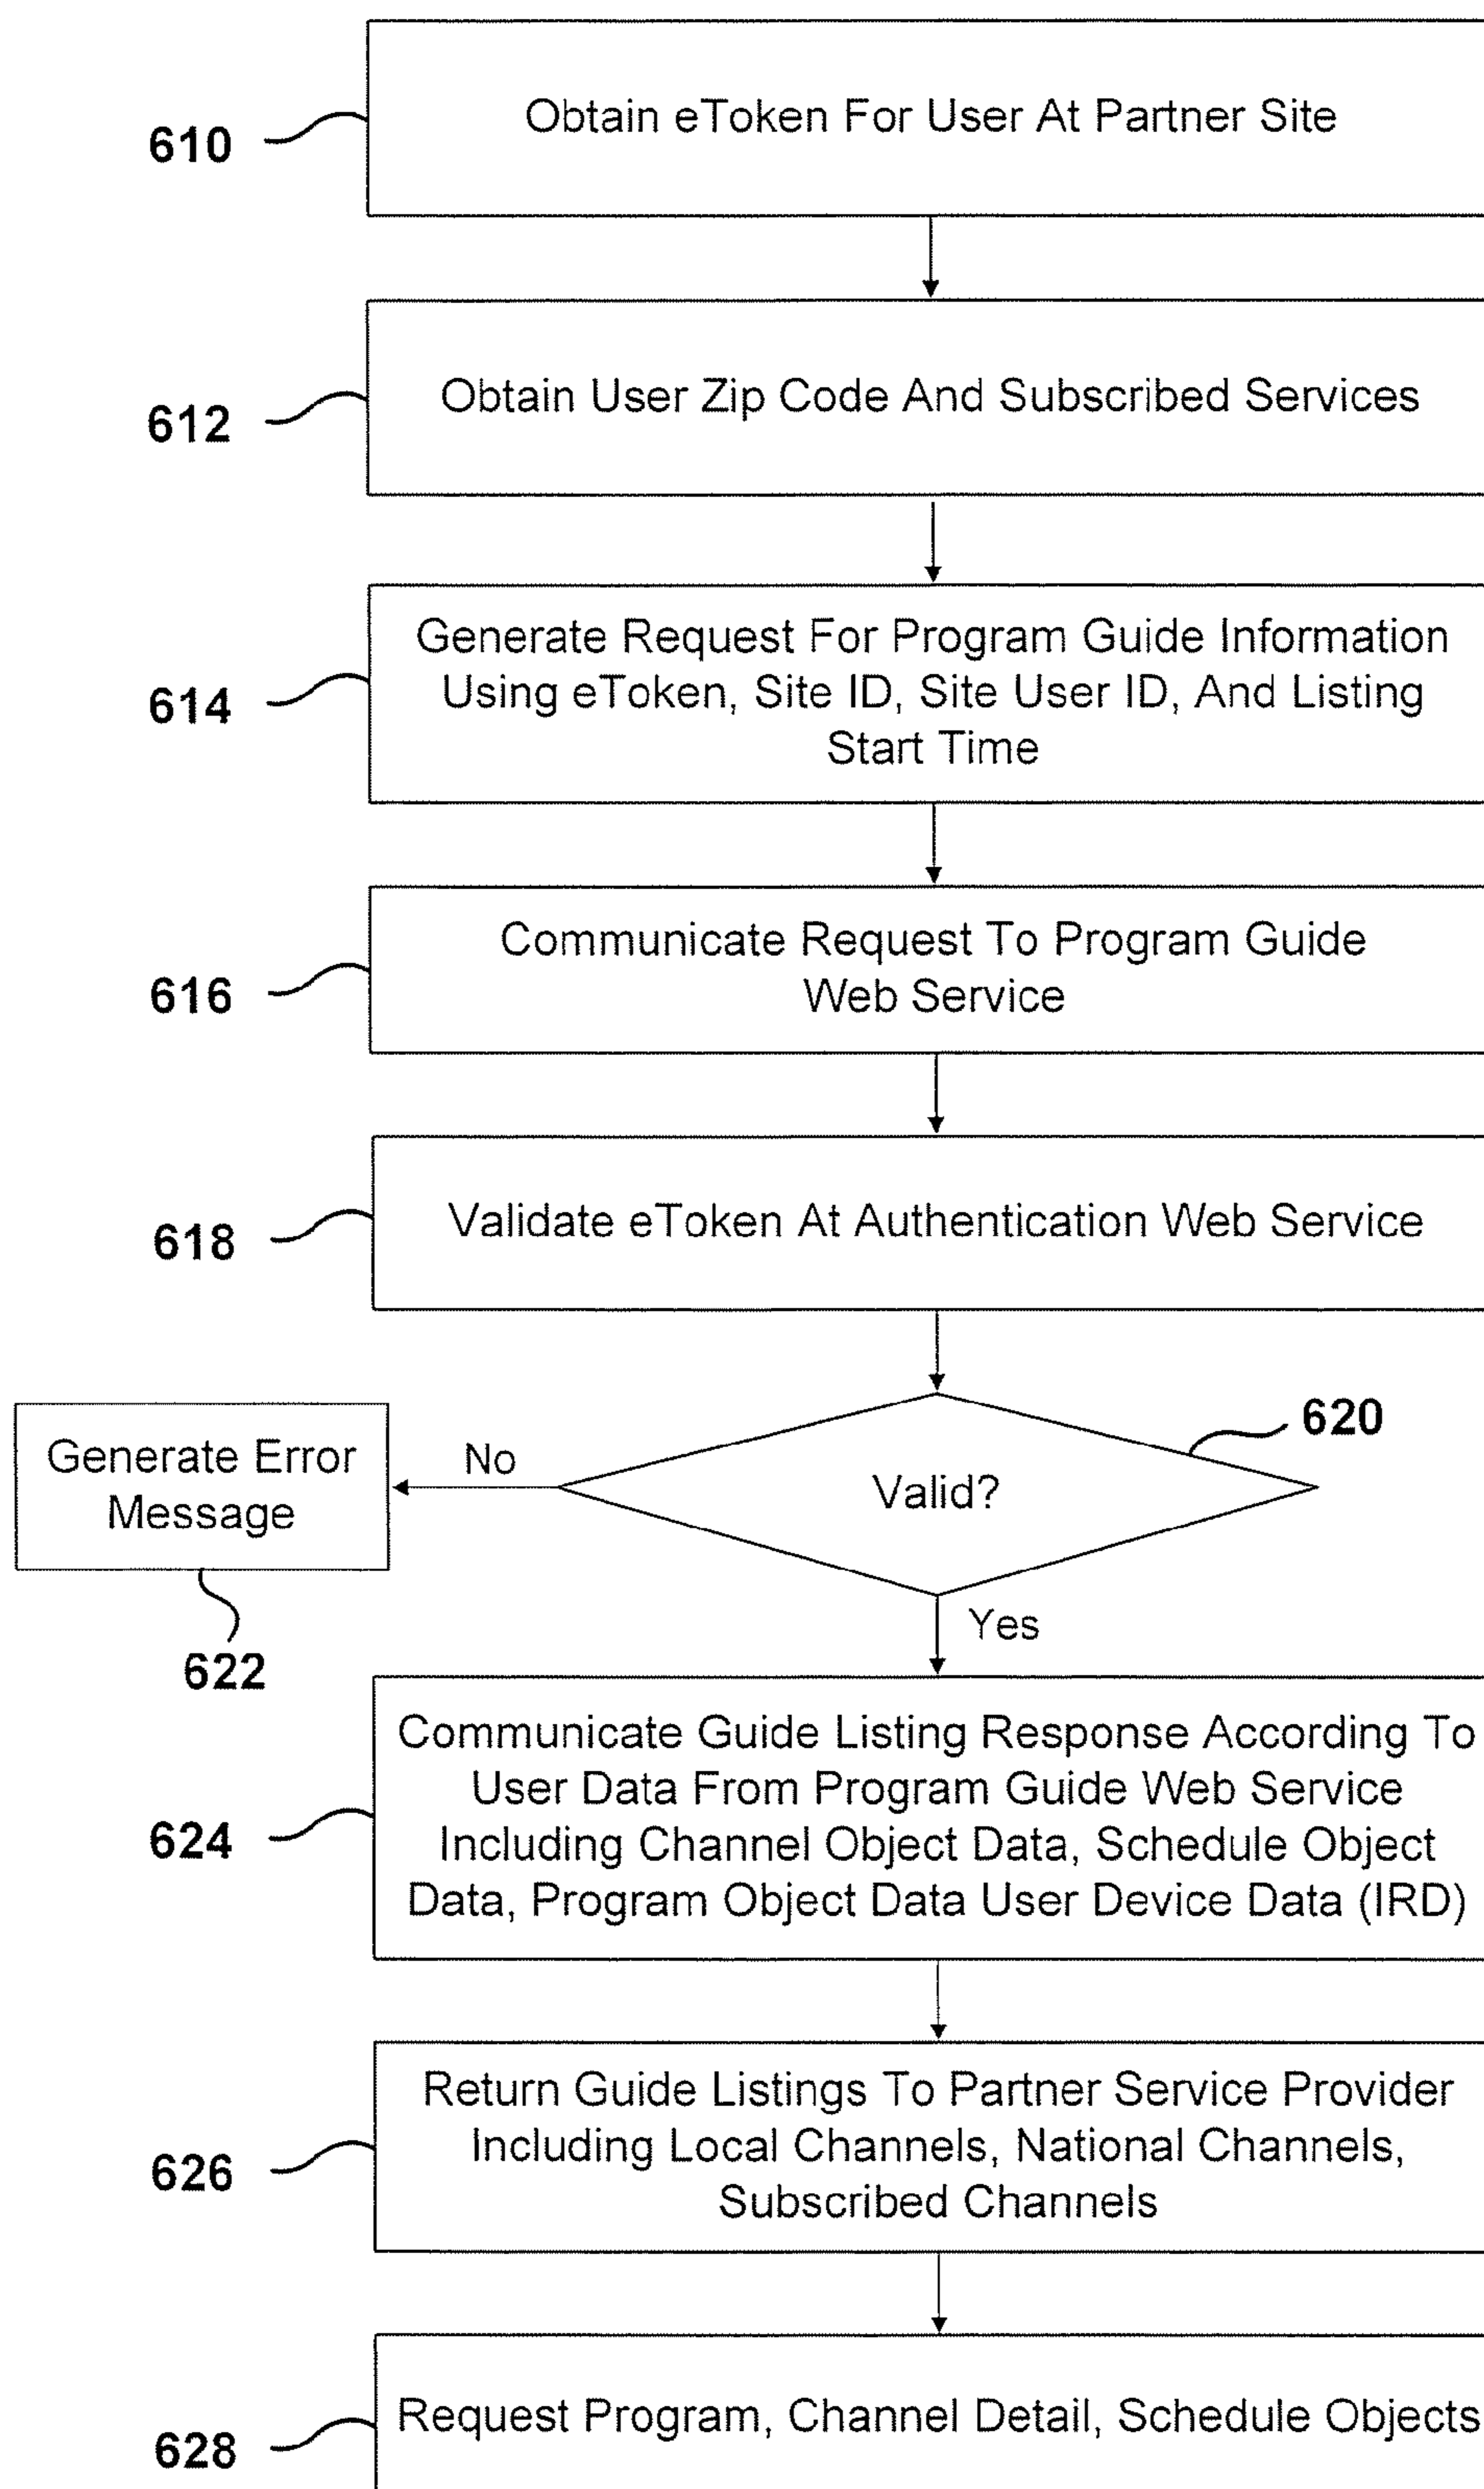 Obtain eToken For User At Partner Site
610
Obtain User Zip Code And Subscribed Services
612
Generate Request For Program Guide Information
Using eToken, Site ID, Site User ID, And Listing
Start Time
614
Communicate Request To Program Guide
Web Service
616
Validate eToken At Authentication Web Service
618
620
Valid?
No
Generate Error
Message
622
Yes
Communicate Guide Listing Response According To
User Data From Program Guide Web Service
Including Channel Object Data, Schedule Object
Data, Program Object Data User Device Data (IRD)
624
Return Guide Listings To Partner Service Provider
Including Local Channels, National Channels,
Subscribed Channels
626
Request Program, Channel Detail, Schedule Objects
628